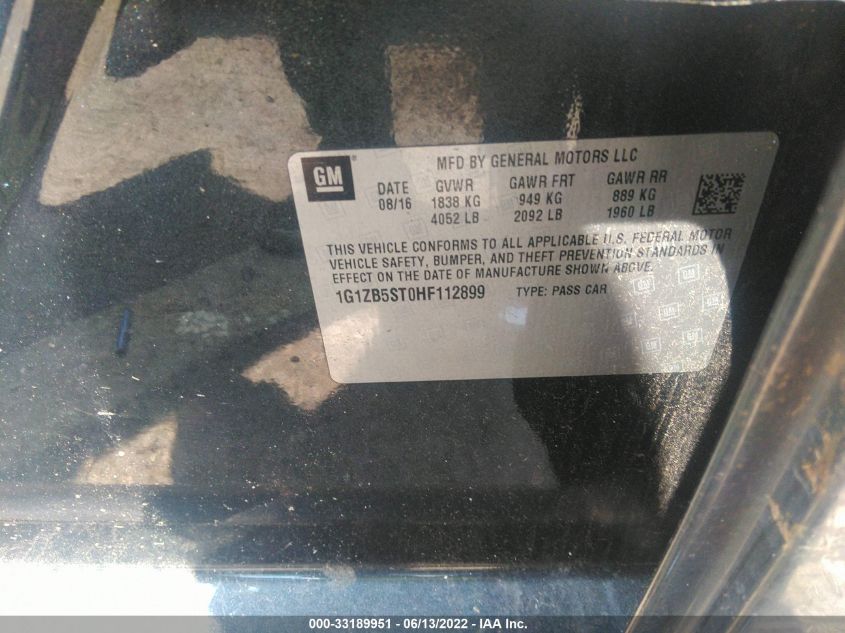 GM
MFD BY GENERAL MOTORS LLC
DATE GVWR GAWR FRT GAWR RR
08/16 1838 KG 949 KG 889 KG
4052 LB 2092 LB 1960 LB
THIS VEHICLE CONFORMS TO ALL APPLICABLE U.S. FEDERAL MOTOR
VEHICLE SAFETY, BUMPER, AND THEFT PREVENTION STANDARDS IN
EFFECT ON THE DATE OF MANUFACTURE SHOWN ABOVE.
1G1ZB5ST0HF112899 TYPE: PASS CAR
000-33189951 - 06/13/2022 - IAA Inc.